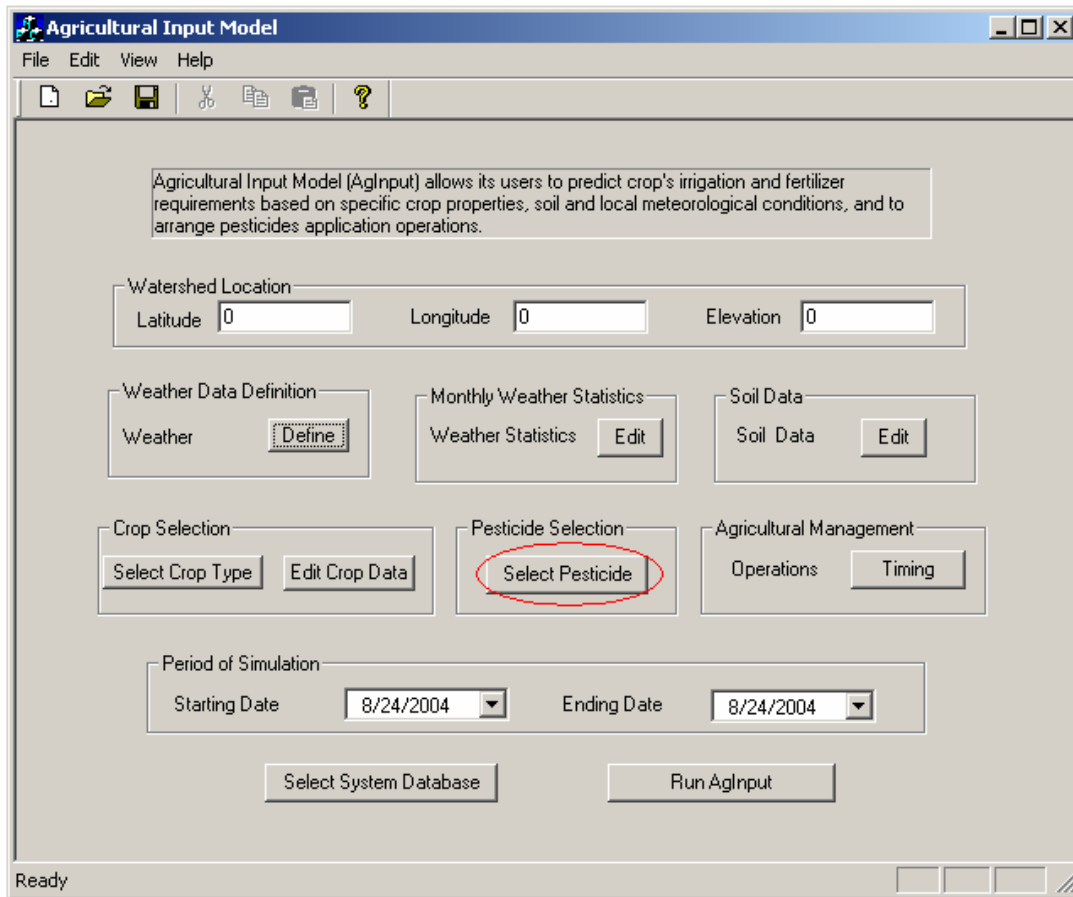 Agricultural Input Model
File Edit View Help
Agricultural Input Model (AgInput) allows its users to predict crop's irrigation and fertilizer
requirements based on specific crop properties, soil and local meteorological conditions, and to
arrange pesticides application operations.
Watershed Location
Latitude 0 Longitude 0 Elevation 0
Weather Data Definition Monthly Weather Statistics Soil Data
Weather Define Weather Statistics Edit Soil Data Edit
Crop Selection Pesticide Selection Agricultural Management
Select Crop Type Edit Crop Data Select Pesticide Operations Timing
Period of Simulation
Starting Date 8/24/2004 Ending Date 8/24/2004
Select System Database Run AgInput
Ready